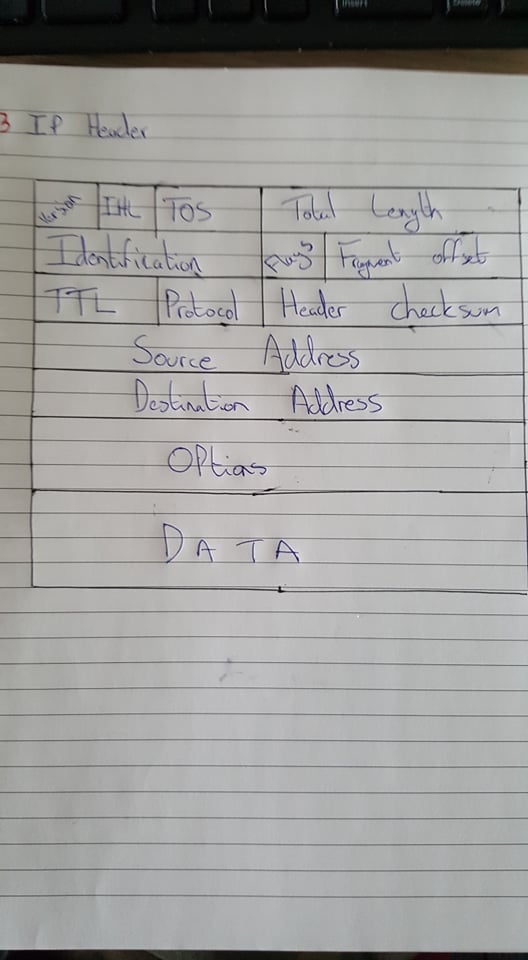 3 IP Header
Version IHL TOS Total Length
Identification Flags Fragment offset
TTL Protocol Header checksum
Source Address
Destination Address
Options
DATA